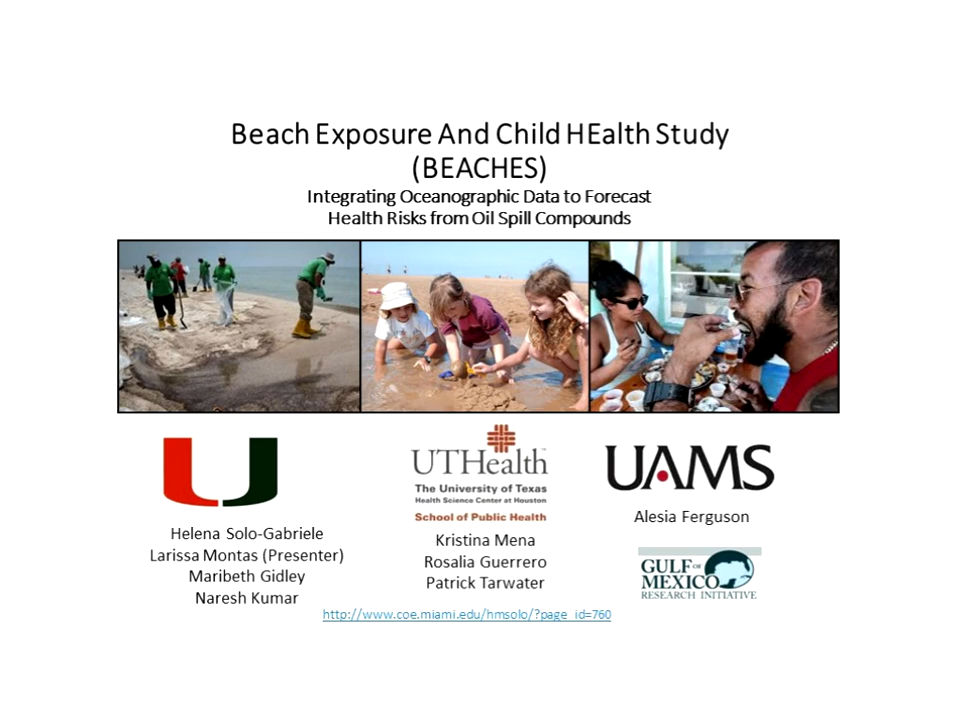 Beach Exposure And Child HEalth Study
(BEACHES)
Integrating Oceanographic Data to Forecast
Health Risks from Oil Spill Compounds
U
Helena Solo-Gabriele
Larissa Montas (Presenter)
Maribeth Gidley
Naresh Kumar
UTHealth
The University of Texas
Health Science Center at Houston
School of Public Health
Kristina Mena
Rosalia Guerrero
Patrick Tarwater
UAMS
Alesia Ferguson
GULF OF
MEXICO
RESEARCH INITIATIVE
http://www.coe.miami.edu/hmsolo/?page_id=760